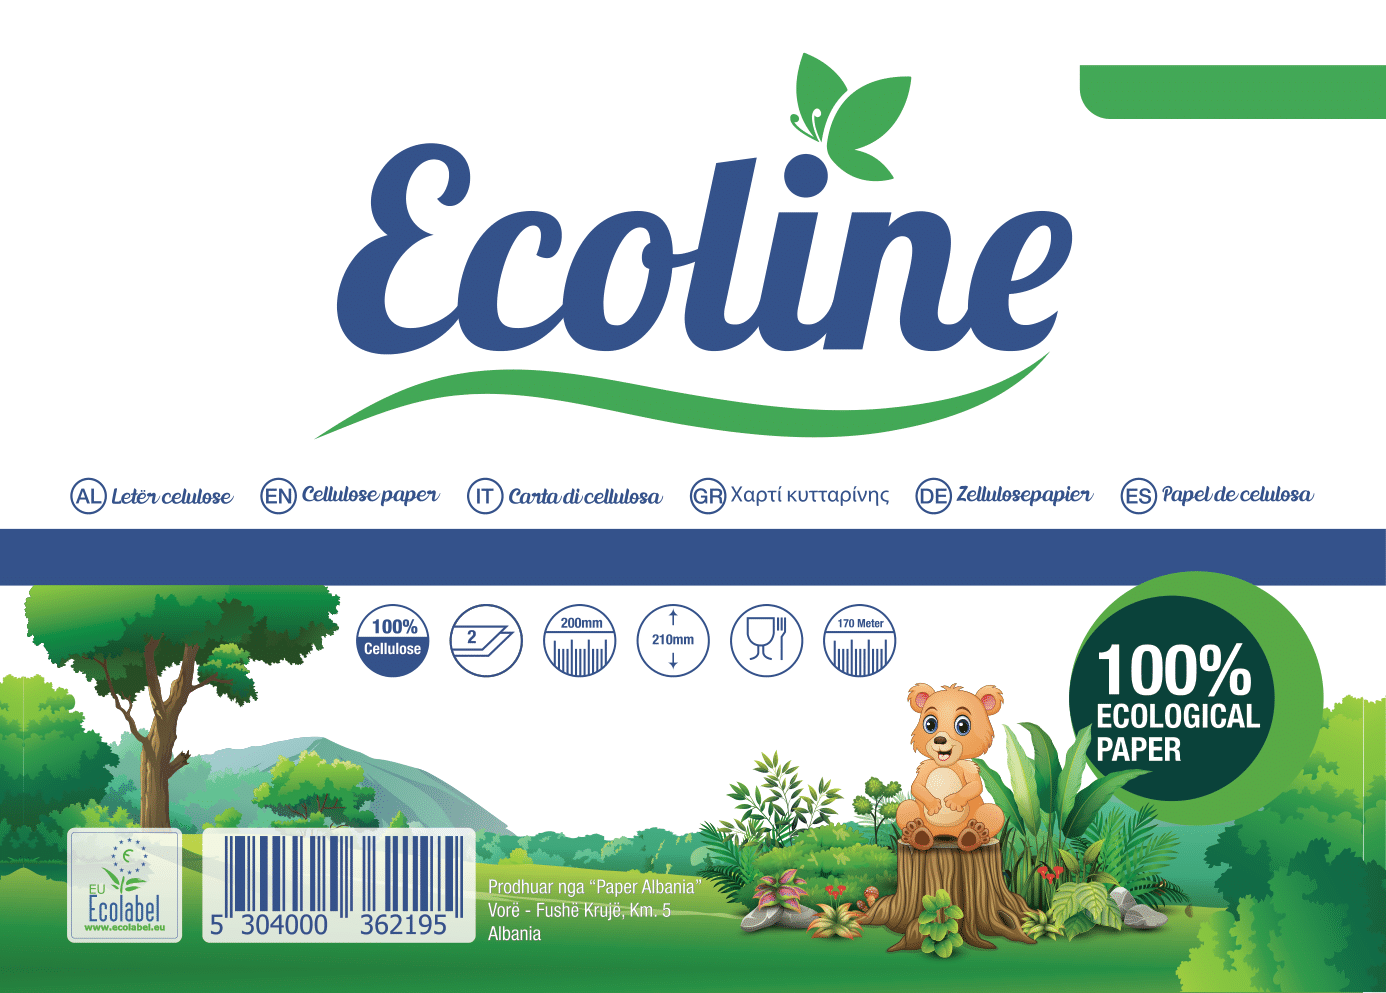 Ecoline
AL Letër celulose EN Cellulose paper IT Carta di cellulosa GR Χαρτί κυτταρίνης DE Zellulosepapier ES Papel de celulosa
100%
Cellulose
2
200mm
210mm
170 Meter
100%
ECOLOGICAL
PAPER
EU
Ecolabel
www.ecolabel.eu
5 304000 362195
Prodhuar nga “Paper Albania”
Vorë - Fushë Krujë, Km. 5
Albania